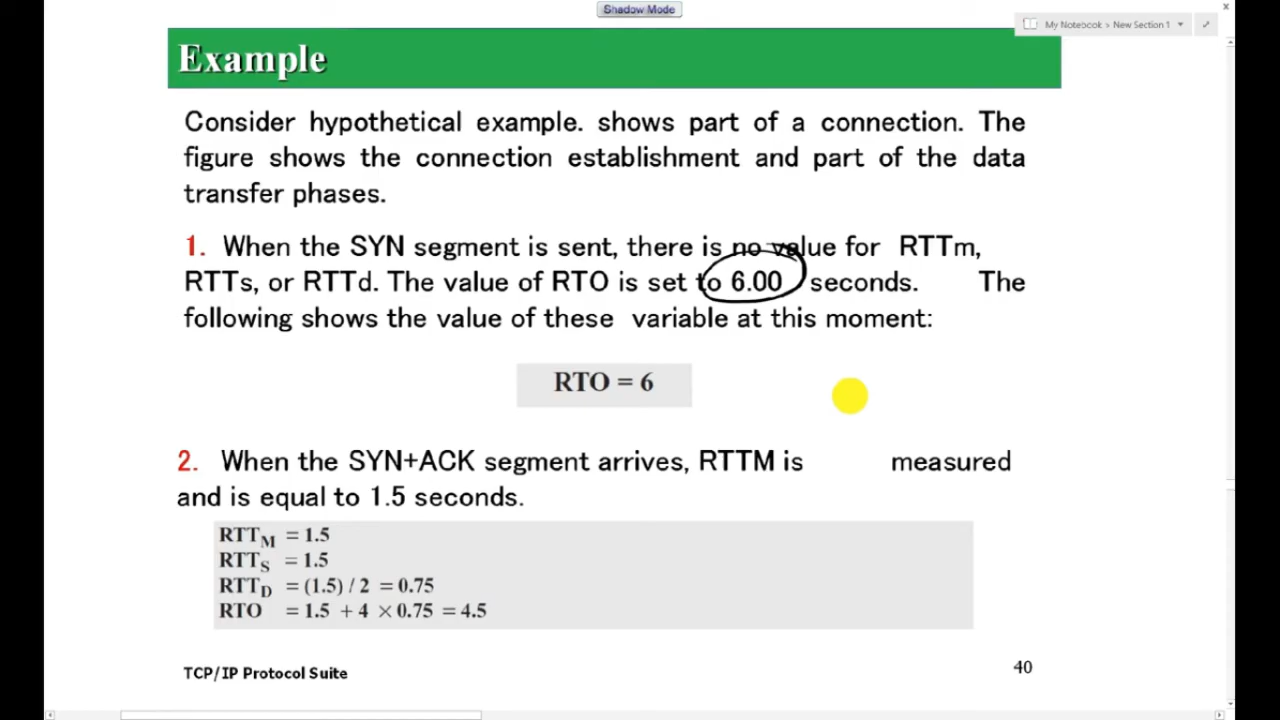 Shadow Mode
My Notebook > New Section 1
Example
Consider hypothetical example. shows part of a connection. The
figure shows the connection establishment and part of the data
transfer phases.
1. When the SYN segment is sent, there is no value for RTTm,
RTTs, or RTTd. The value of RTO is set to 6.00 seconds. The
following shows the value of these variable at this moment:
RTO = 6
2. When the SYN+ACK segment arrives, RTTM is measured
and is equal to 1.5 seconds.
RTTM = 1.5
RTTS = 1.5
RTTD = (1.5) / 2 = 0.75
RTO = 1.5 + 4 × 0.75 = 4.5
TCP/IP Protocol Suite
40